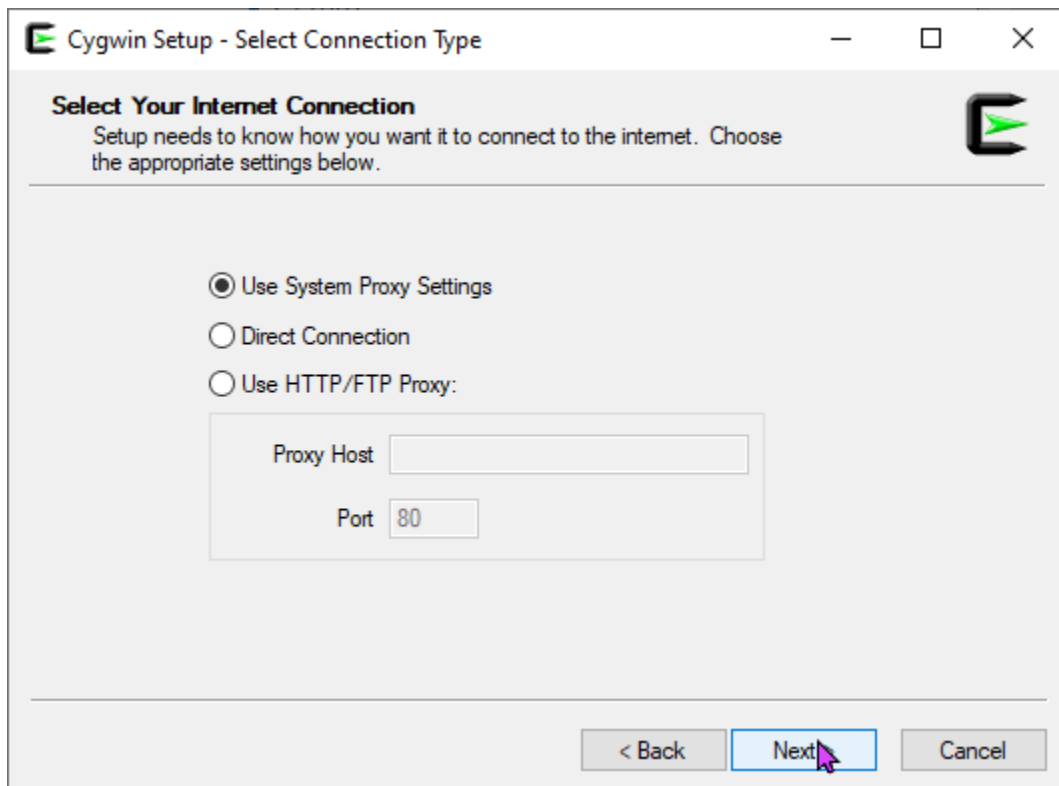 Cygwin Setup - Select Connection Type
Select Your Internet Connection
Setup needs to know how you want it to connect to the internet. Choose
the appropriate settings below.
Use System Proxy Settings
Direct Connection
Use HTTP/FTP Proxy:
Proxy Host
Port 80
< Back Next > Cancel